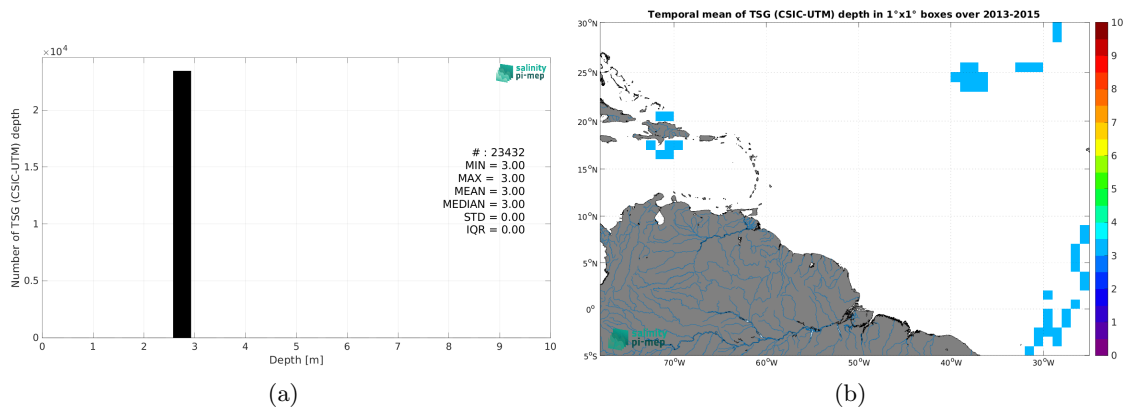 ×10⁴
2
1.5
1
0.5
0
Number of TSG (CSIC-UTM) depth
salinity
pi-mep
# : 23432
MIN = 3.00
MAX = 3.00
MEAN = 3.00
MEDIAN = 3.00
STD = 0.00
IQR = 0.00
0 1 2 3 4 5 6 7 8 9 10
Depth [m]
(a)
Temporal mean of TSG (CSIC-UTM) depth in 1°x1° boxes over 2013-2015
30°N
25°N
20°N
15°N
10°N
5°N
0°
5°S
salinity
pi-mep
70°W 60°W 50°W 40°W 30°W
10
9
8
7
6
5
4
3
2
1
0
(b)